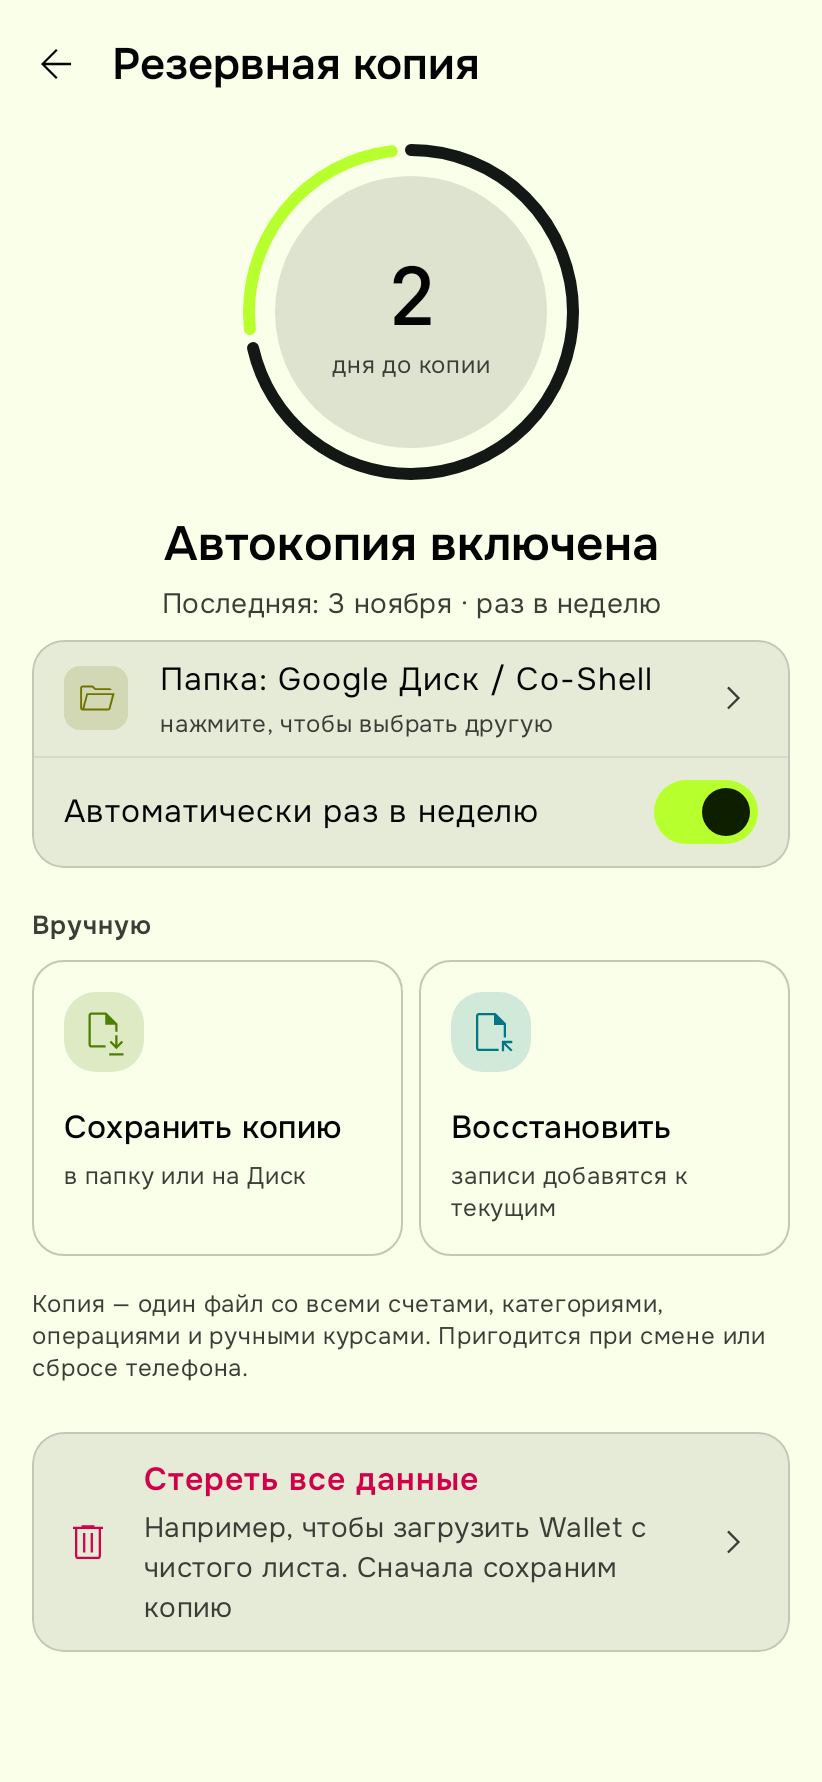 Резервная копия
2
дня до копии
Автокопия включена
Последняя: 3 ноября · раз в неделю
Папка: Google Диск / Co-Shell
нажмите, чтобы выбрать другую
Автоматически раз в неделю
Вручную
Сохранить копию
в папку или на Диск
Восстановить
записи добавятся к
текущим
Копия — один файл со всеми счетами, категориями,
операциями и ручными курсами. Пригодится при смене или
сбросе телефона.
Стереть все данные
Например, чтобы загрузить Wallet с
чистого листа. Сначала сохраним
копию